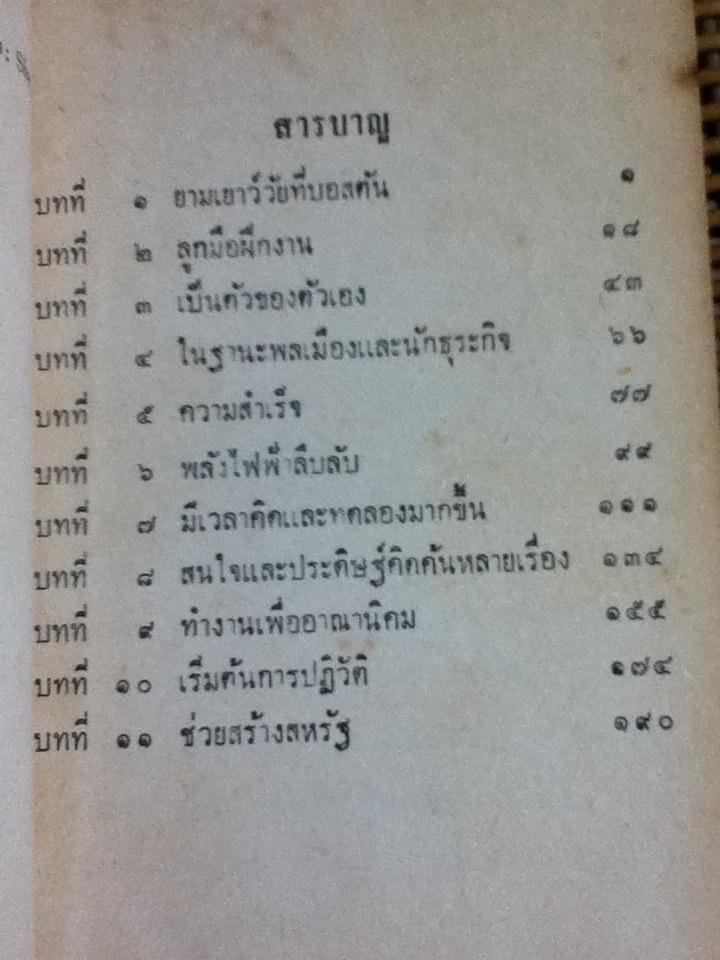 สารบาญ
บทที่ ๑ ยามเยาว์วัยที่บอสตัน ๑
บทที่ ๒ ลูกมือฝึกงาน ๑๘
บทที่ ๓ เป็นตัวของตัวเอง ๔๓
บทที่ ๔ ในฐานะพลเมืองและนักธุระกิจ ๖๖
บทที่ ๕ ความสำเร็จ ๗๗
บทที่ ๖ พลังไฟฟ้าลึบลับ ๙๕
บทที่ ๗ มีเวลาคิดและทดลองมากขึ้น ๑๑๑
บทที่ ๘ สนใจและประดิษฐ์คิดค้นหลายเรื่อง ๑๓๔
บทที่ ๙ ทำงานเพื่ออาณานิคม ๑๕๕
บทที่ ๑๐ เริ่มต้นการปฏิวัติ ๑๗๔
บทที่ ๑๑ ช่วยสร้างสหรัฐ ๑๙๐